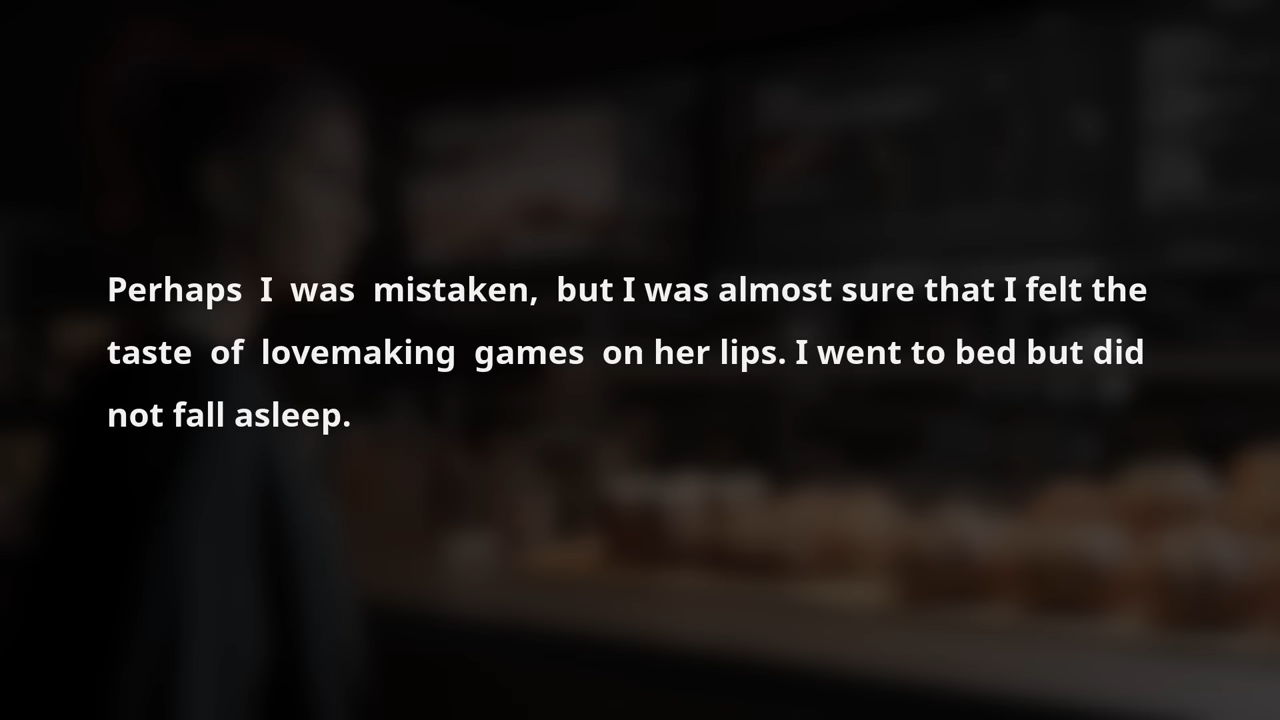 Perhaps I was mistaken, but I was almost sure that I felt the
taste of lovemaking games on her lips. I went to bed but did
not fall asleep.